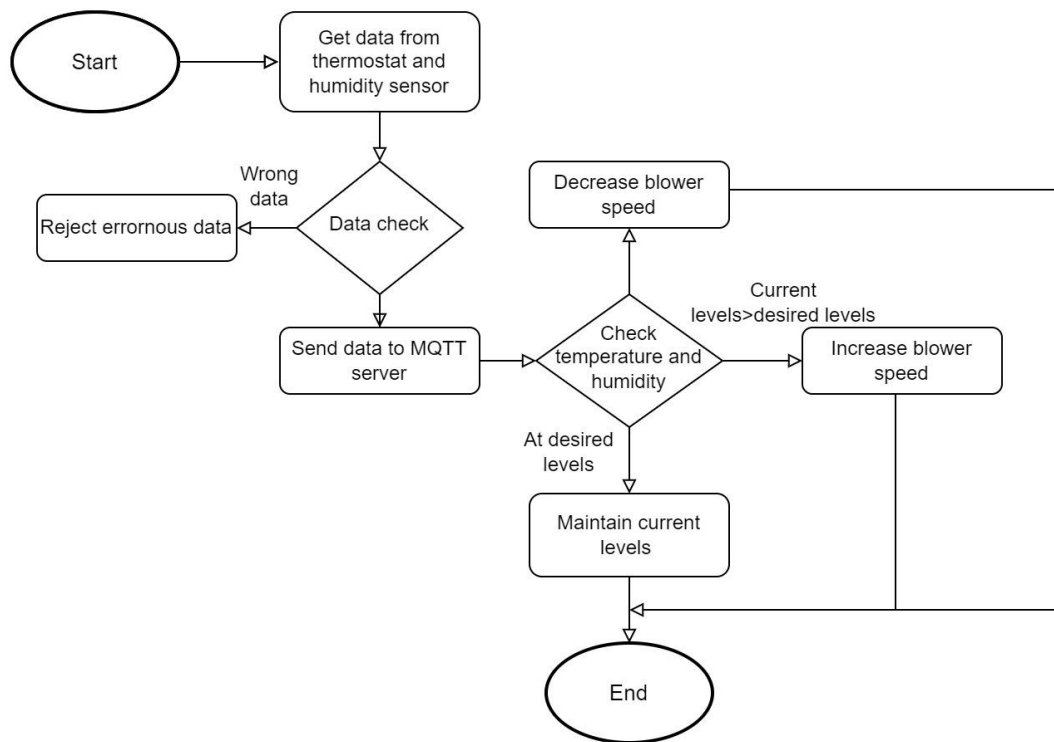 Start
Get data from
thermostat and
humidity sensor
Wrong
data
Data check
Reject errornous data
Send data to MQTT
server
Decrease blower
speed
Check
temperature and
humidity
Current
levels>desired levels
Increase blower
speed
At desired
levels
Maintain current
levels
End